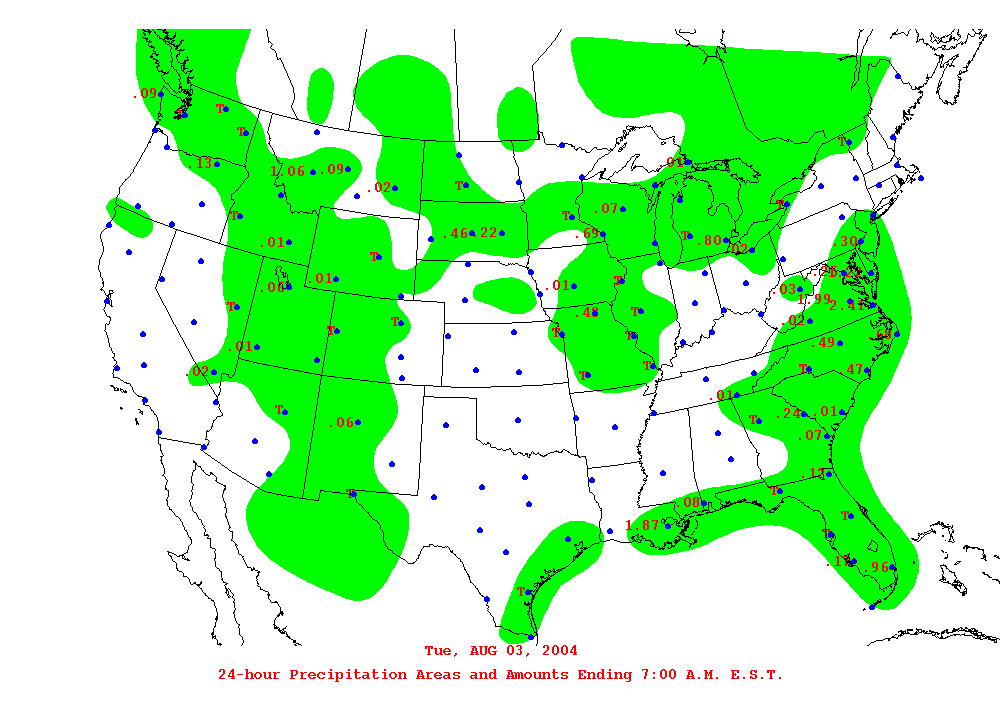 .09
T
T
T
.13
1.06
.09
.02
T
.01
T
.07
T
T
.46
.22
.69
T
.80
.02
.30
.01
T
.01
T
.01
.03
.06
1.99
2.41
T
.48
T
.02
T
T
T
T
.68
.01
.49
.02
T
T
T
.47
.01
T
.06
T
.24
.01
.07
.12
T
T
.08
T
1.87
T
.17
.96
T
Tue, AUG 03, 2004
24-hour Precipitation Areas and Amounts Ending 7:00 A.M. E.S.T.